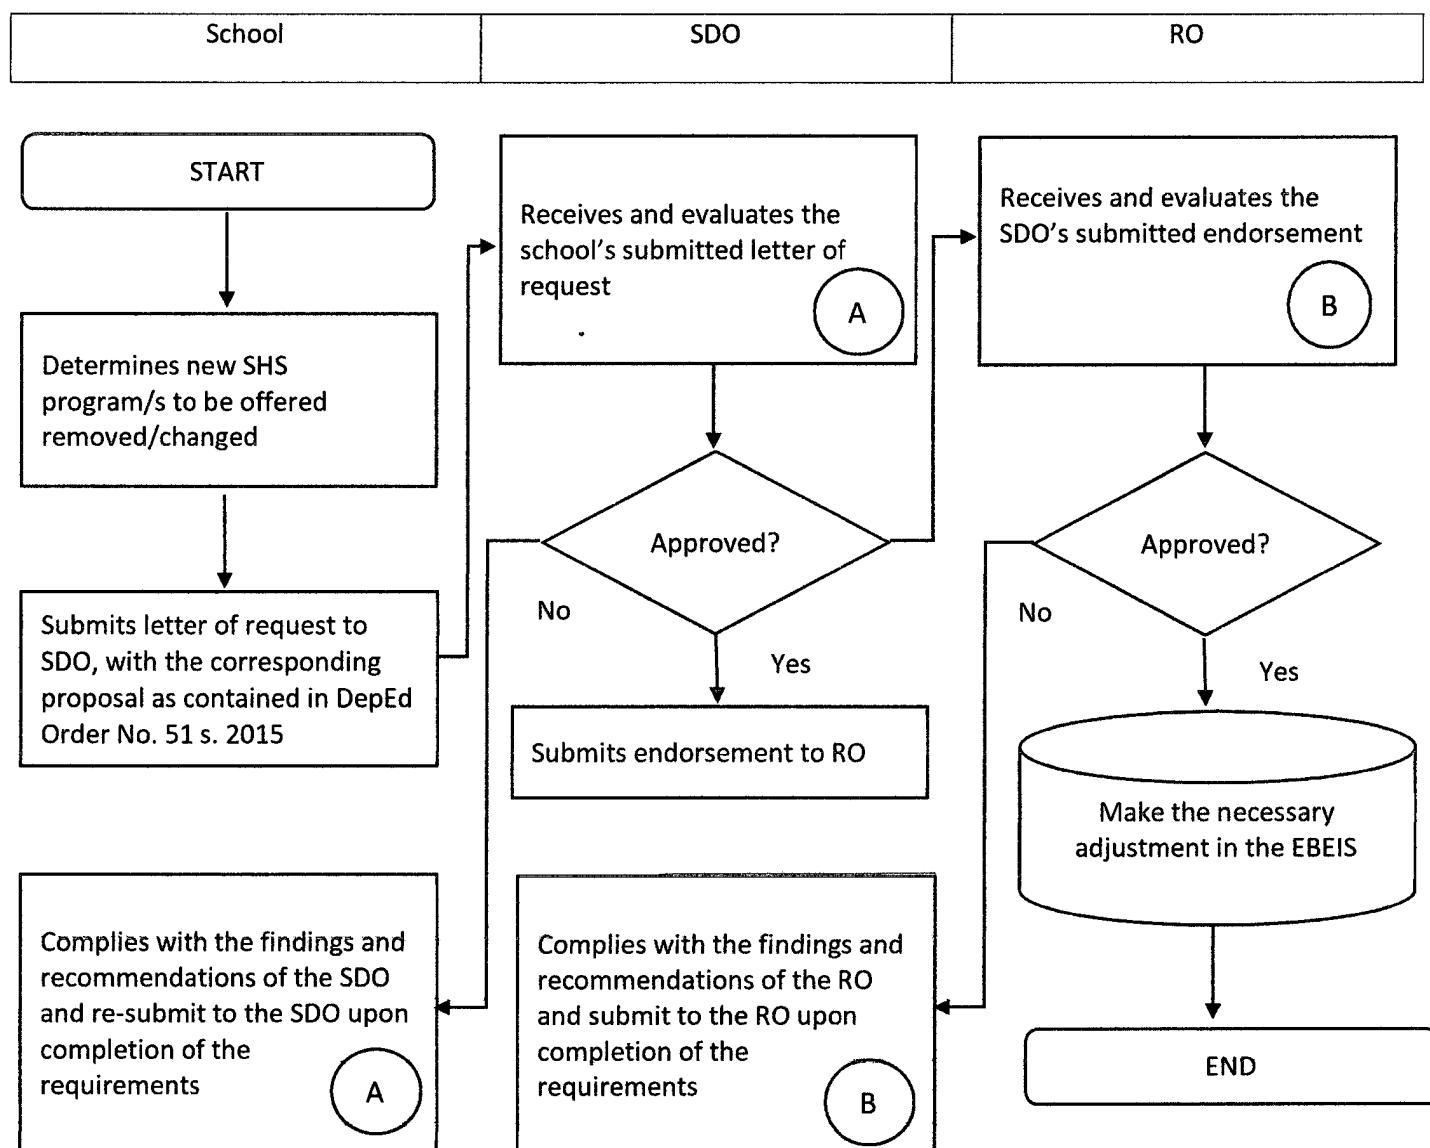 School
SDO
RO
START
Determines new SHS
program/s to be offered
removed/changed
Submits letter of request to
SDO, with the corresponding
proposal as contained in DepEd
Order No. 51 s. 2015
Complies with the findings and
recommendations of the SDO
and re-submit to the SDO upon
completion of the
requirements
A
Receives and evaluates the
school’s submitted letter of
request
A
Approved?
No
Yes
Submits endorsement to RO
Complies with the findings and
recommendations of the RO
and submit to the RO upon
completion of the
requirements
B
Receives and evaluates the
SDO’s submitted endorsement
B
Approved?
No
Yes
Make the necessary
adjustment in the EBEIS
END